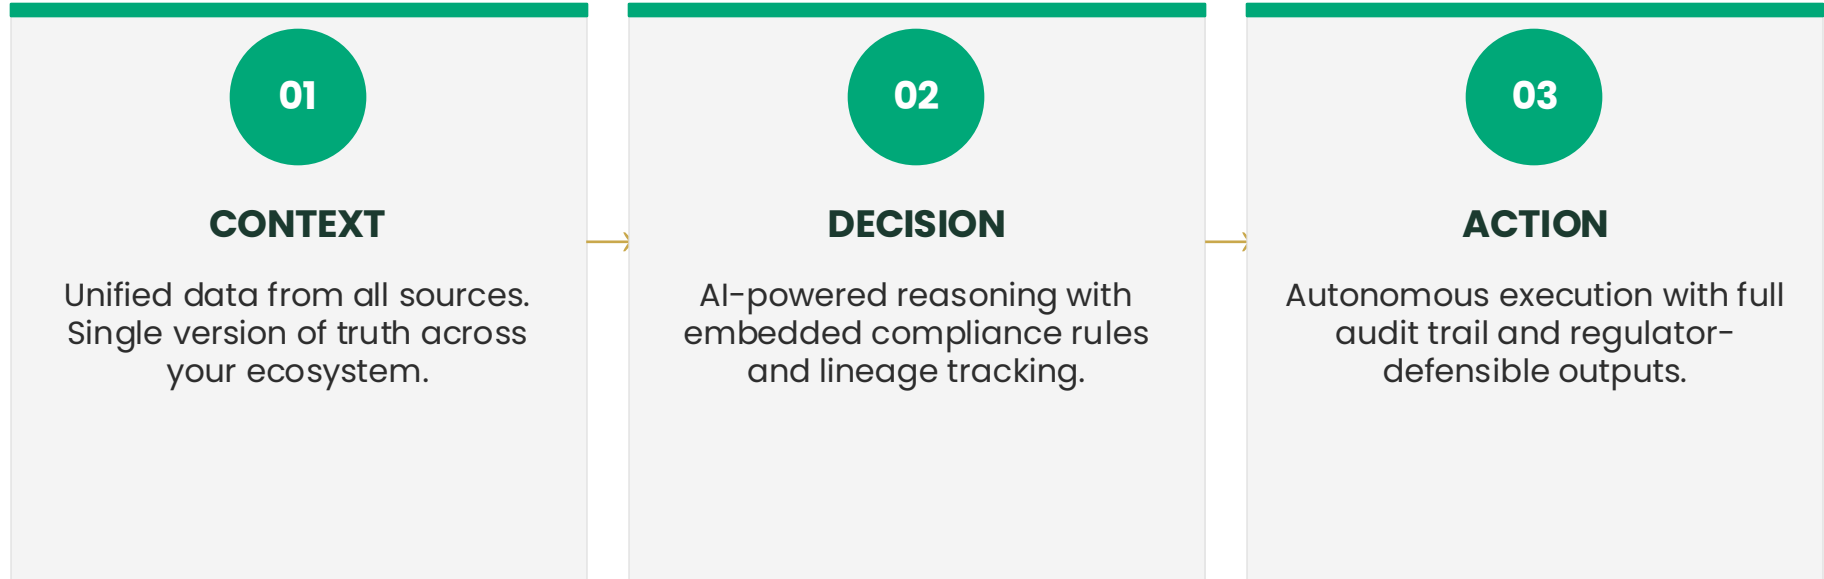 01
CONTEXT
Unified data from all sources.
Single version of truth across
your ecosystem.
02
DECISION
AI-powered reasoning with
embedded compliance rules
and lineage tracking.
03
ACTION
Autonomous execution with full
audit trail and regulator-
defensible outputs.